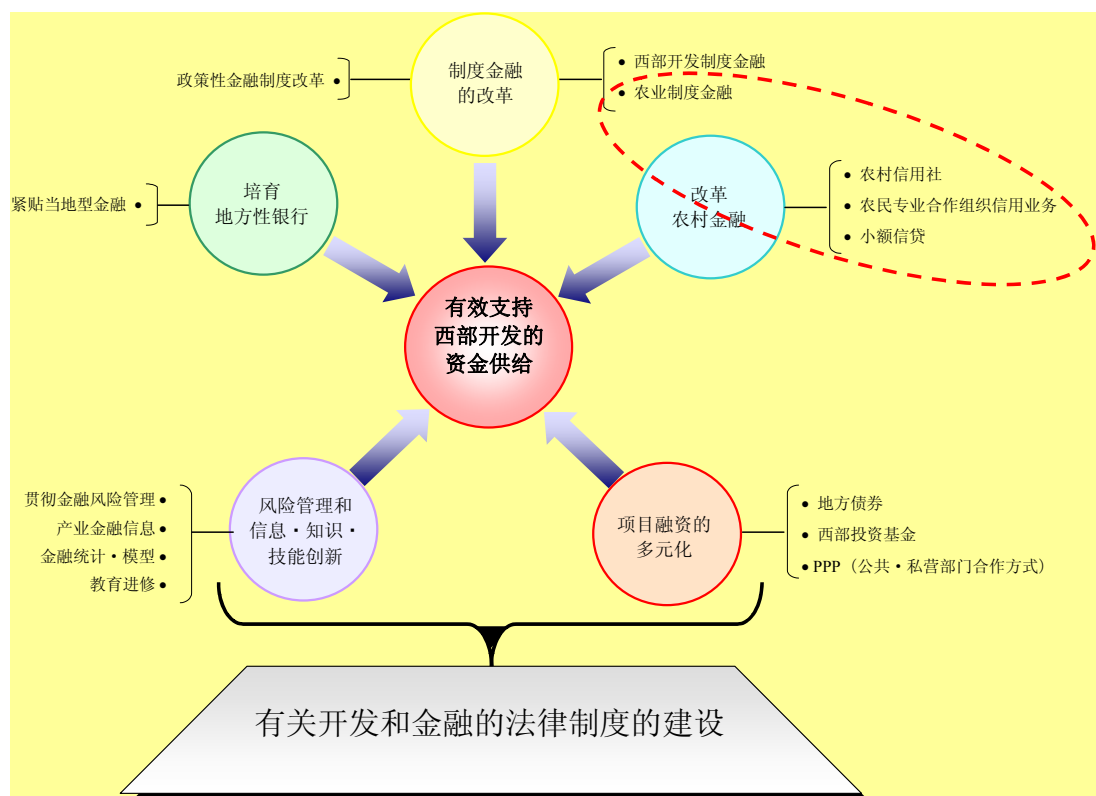 制度金融
的改革
政策性金融制度改革 •
• 西部开发制度金融
• 农业制度金融
培育
地方性银行
紧贴当地型金融 •
改革
农村金融
• 农村信用社
• 农民专业合作组织信用业务
• 小额信贷
有效支持
西部开发的
资金供给
风险管理和
信息・知识・
技能创新
贯彻金融风险管理 •
产业金融信息 •
金融统计・模型 •
教育进修 •
项目融资的
多元化
• 地方债券
• 西部投资基金
• PPP（公共・私营部门合作方式）
有关开发和金融的法律制度的建设